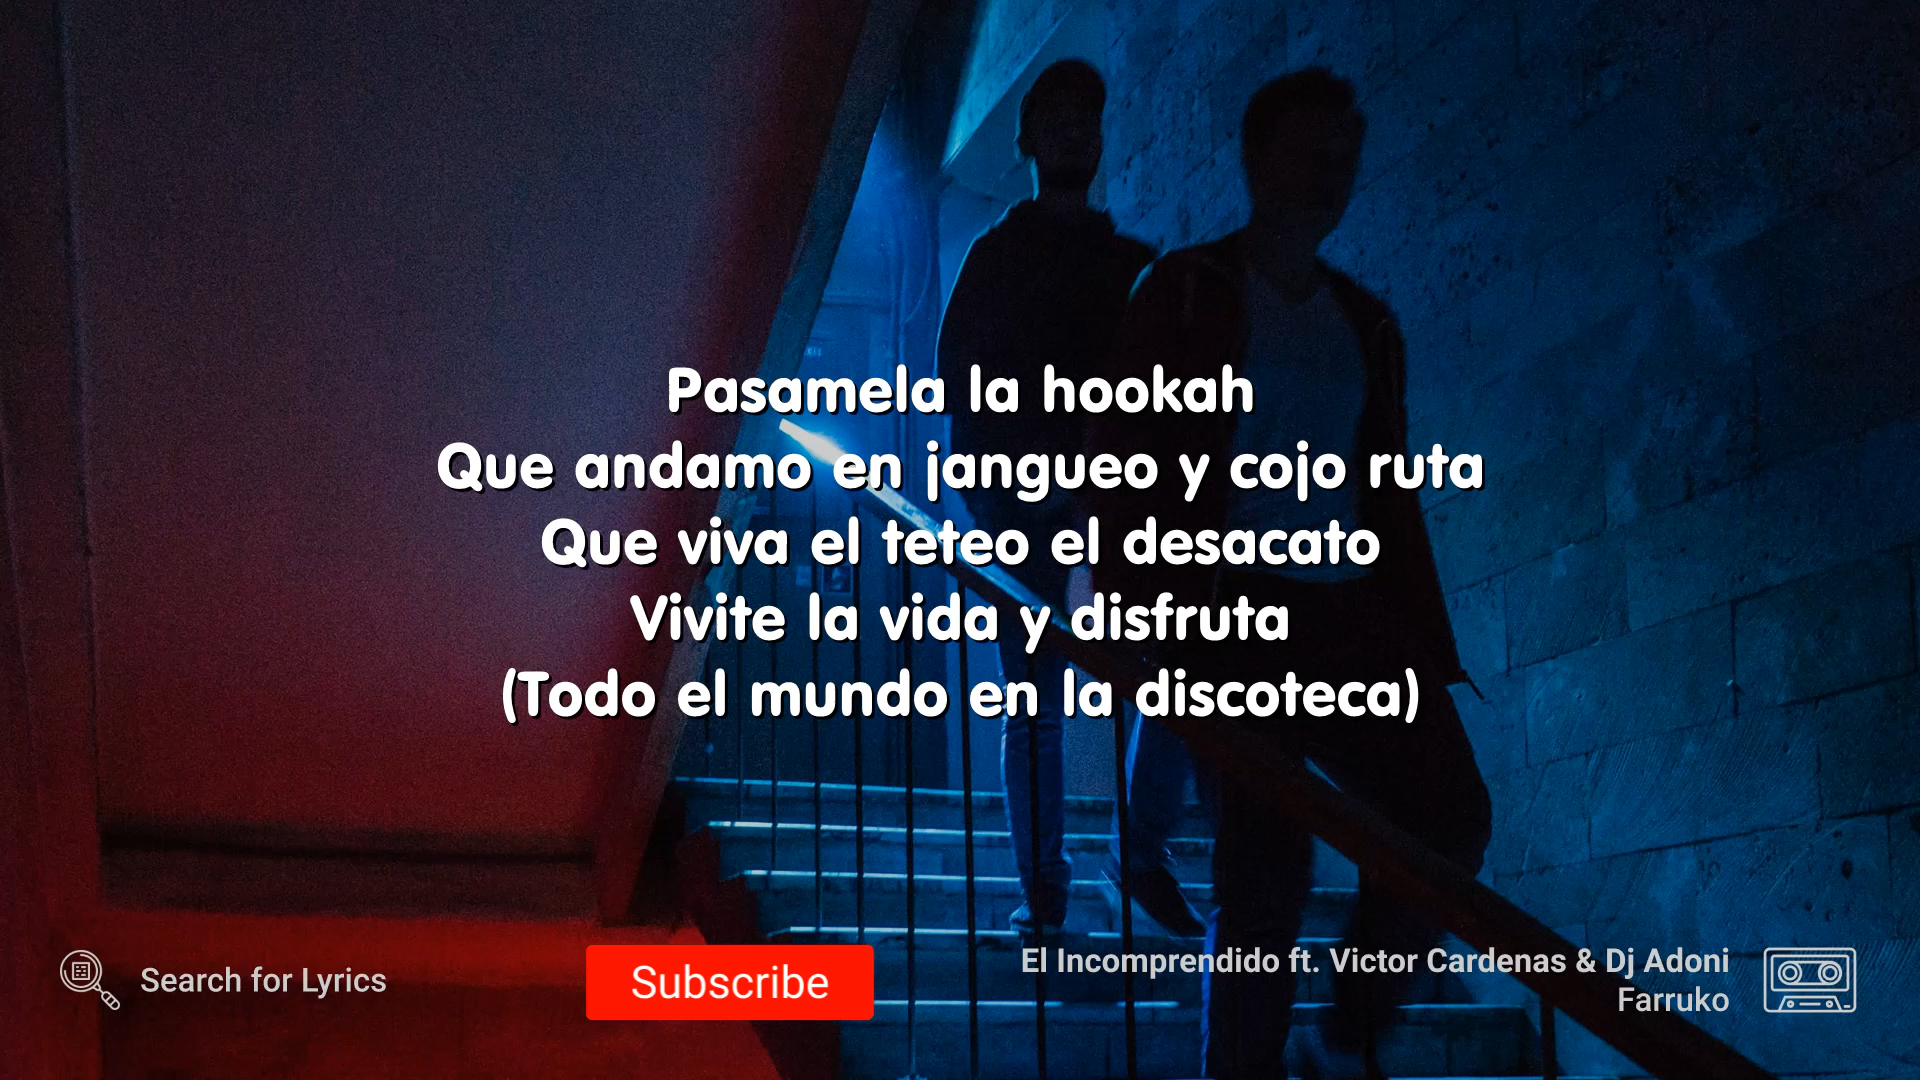 Pasamela la hookah
Que andamo en jangueo y cojo ruta
Que viva el teteo el desacato
Vivite la vida y disfruta
(Todo el mundo en la discoteca)
Search for Lyrics
Subscribe
El Incomprendido ft. Victor Cardenas & Dj Adoni
Farruko